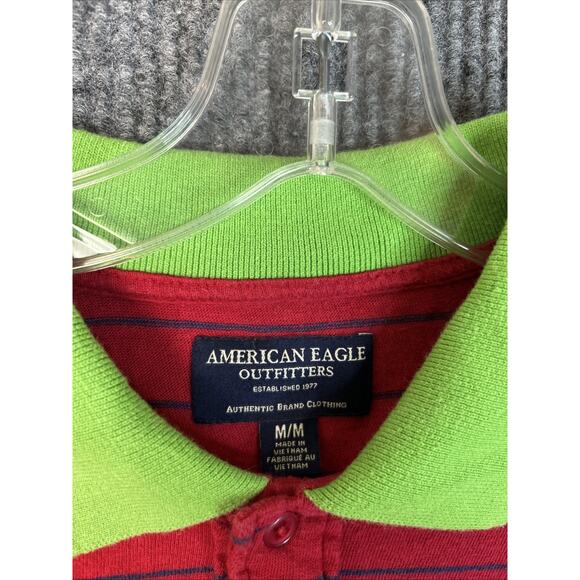 AMERICAN EAGLE
OUTFITTERS
ESTABLISHED 1977
AUTHENTIC BRAND CLOTHING
M/M
MADE IN
VIETNAM
FABRIQUÉ AU
VIETNAM